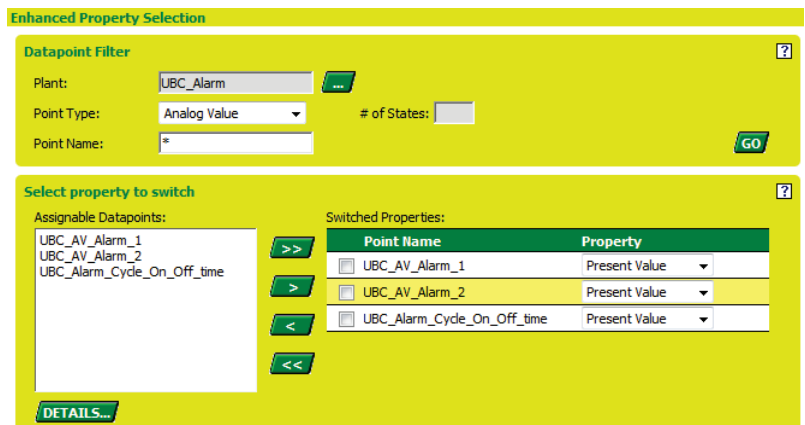 Enhanced Property Selection
Datapoint Filter
?
Plant: UBC_Alarm ...
Point Type: Analog Value # of States:
Point Name: * GO
Select property to switch
?
Assignable Datapoints: Switched Properties:
UBC_AV_Alarm_1
UBC_AV_Alarm_2
UBC_Alarm_Cycle_On_Off_time
>>
>
<
<<
Point Name Property
UBC_AV_Alarm_1 Present Value
UBC_AV_Alarm_2 Present Value
UBC_Alarm_Cycle_On_Off_time Present Value
DETAILS...